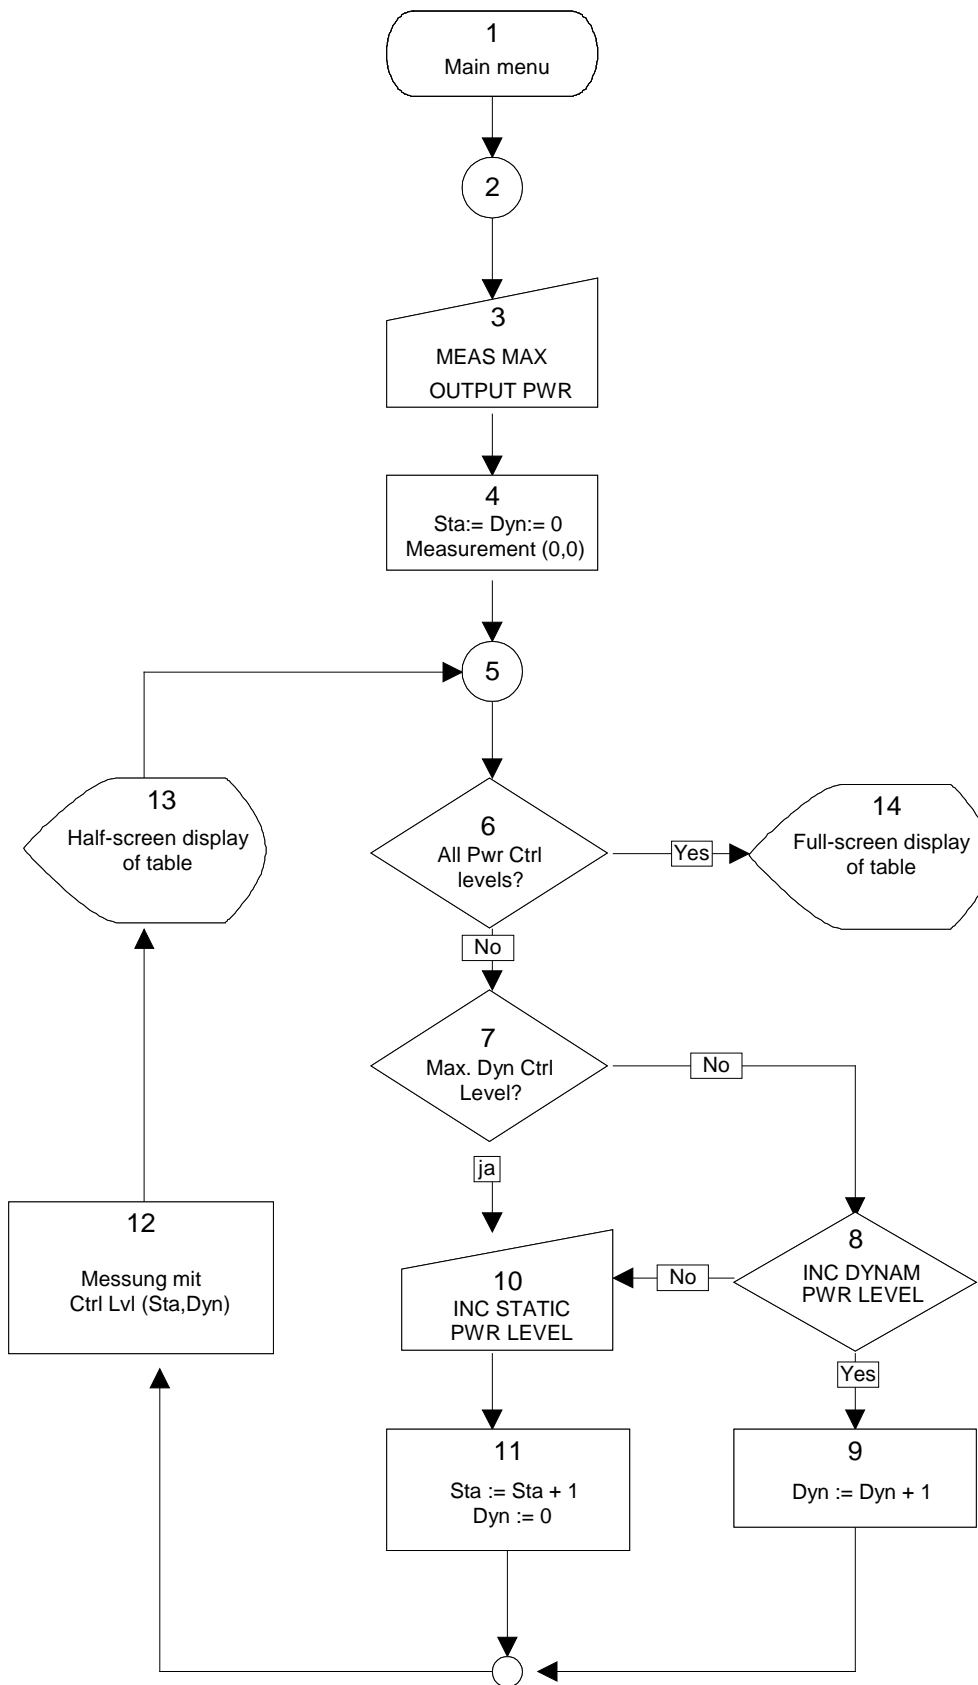 1
Main menu
2
3
MEAS MAX
OUTPUT PWR
4
Sta:= Dyn:= 0
Measurement (0,0)
5
13
Half-screen display
of table
6
All Pwr Ctrl
levels?
Yes
14
Full-screen display
of table
No
7
Max. Dyn Ctrl
Level?
No
ja
12
Messung mit
Ctrl Lvl (Sta,Dyn)
8
INC DYNAM
PWR LEVEL
No
10
INC STATIC
PWR LEVEL
Yes
11
Sta := Sta + 1
Dyn := 0
9
Dyn := Dyn + 1